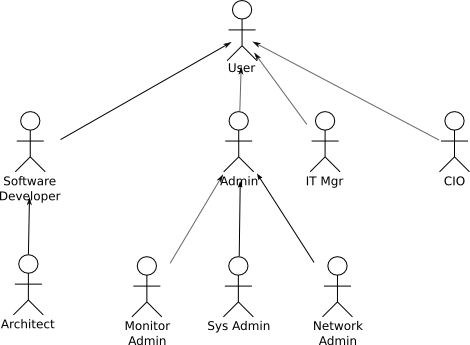 User
Software
Developer
Admin
IT Mgr
CIO
Architect
Monitor
Admin
Sys Admin
Network
Admin